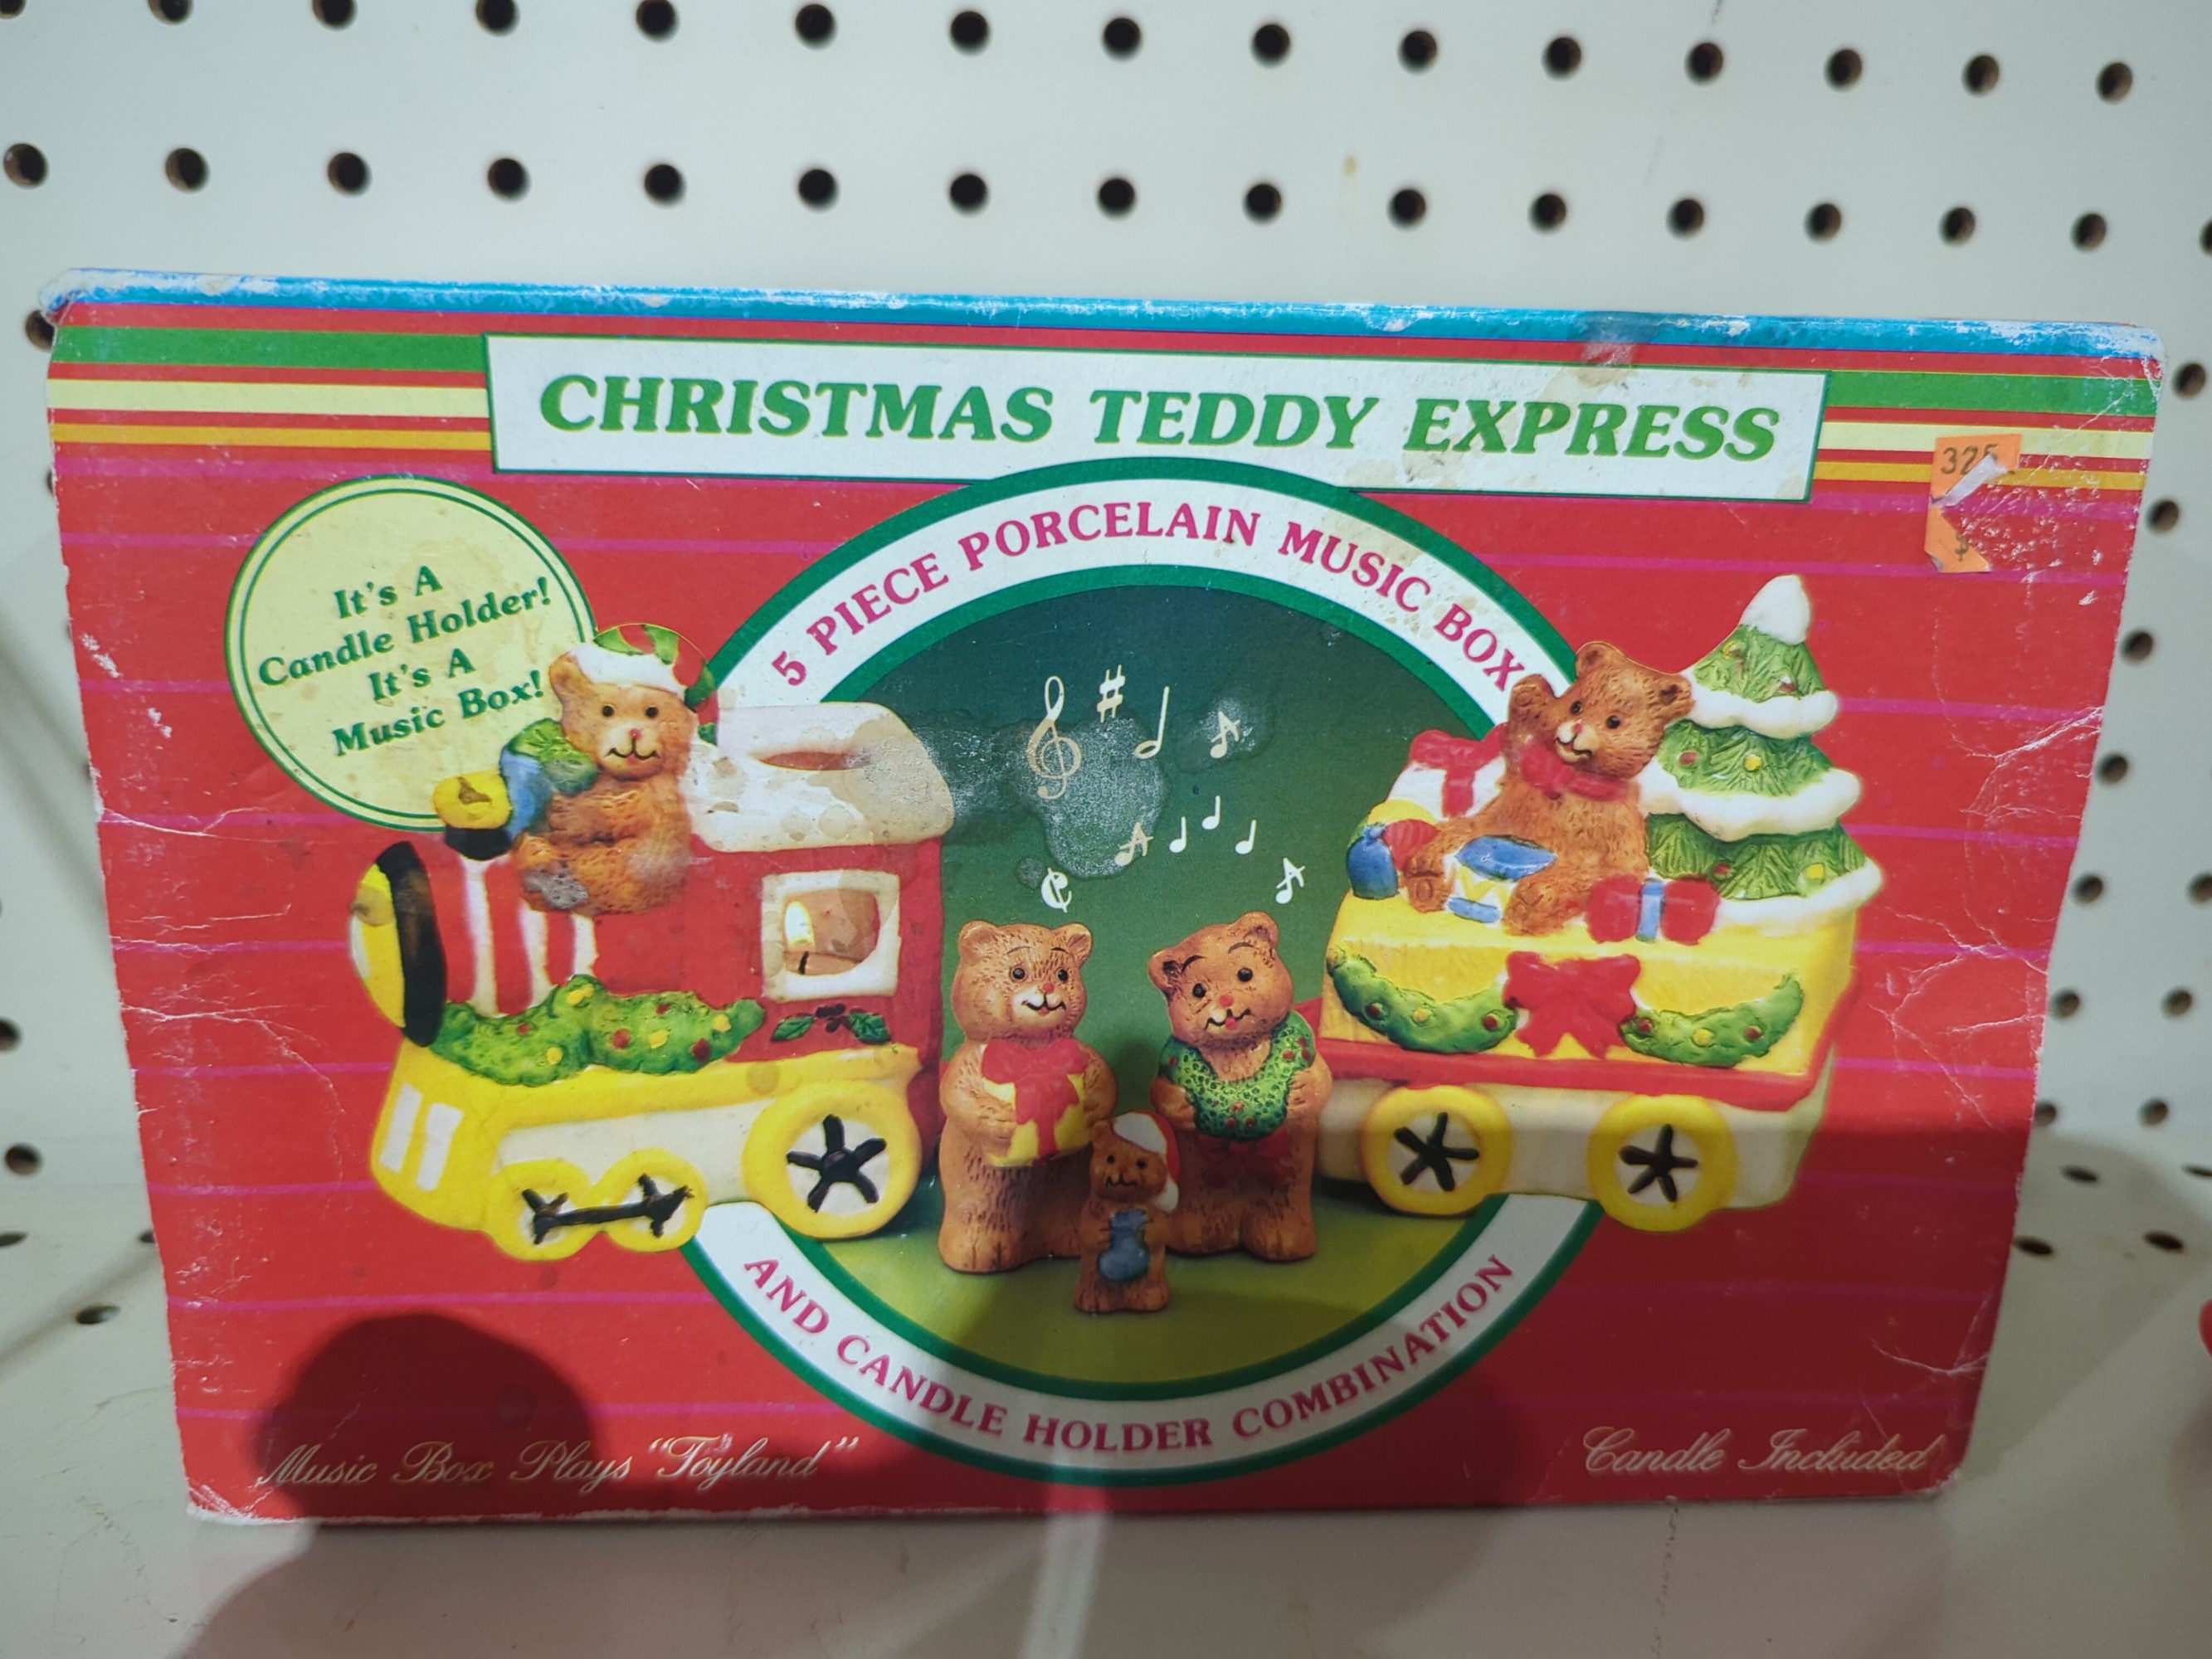 CHRISTMAS TEDDY EXPRESS
325
$
5 PIECE PORCELAIN MUSIC BOX
It's A
Candle Holder!
It's A
Music Box!
AND CANDLE HOLDER COMBINATION
Music Box Plays "Toyland"
Candle Included